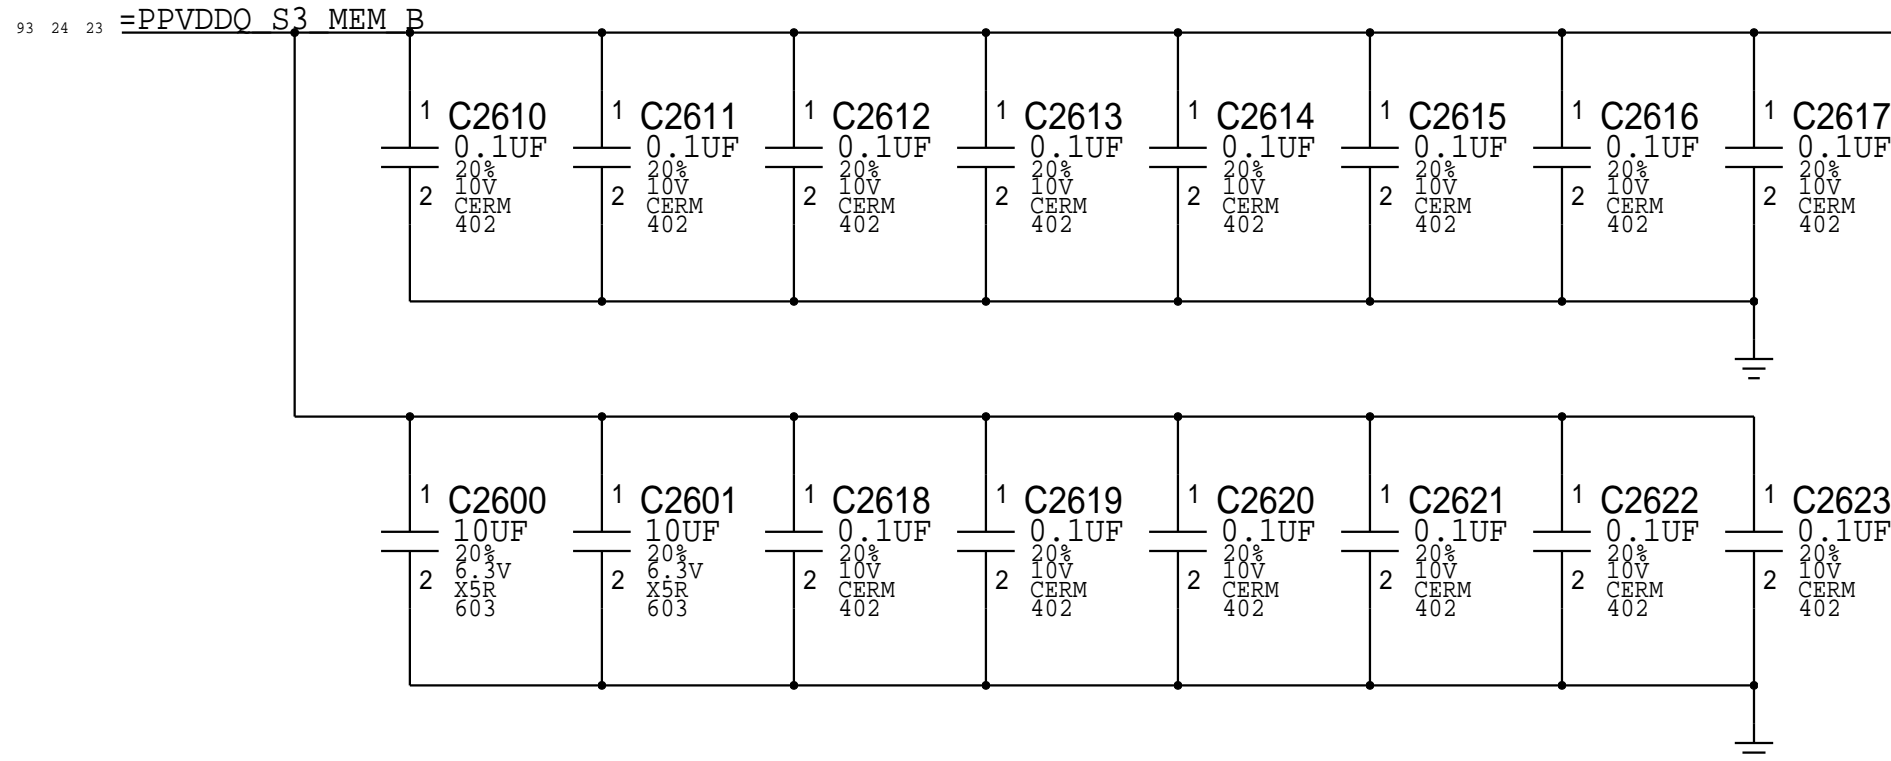 93 24 23 =PPVDDQ_S3_MEM_B
1 C2610 1 C2611 1 C2612 1 C2613 1 C2614 1 C2615 1 C2616 1 C2617
0.1UF 0.1UF 0.1UF 0.1UF 0.1UF 0.1UF 0.1UF 0.1UF
20% 20% 20% 20% 20% 20% 20% 20%
2 10V 2 10V 2 10V 2 10V 2 10V 2 10V 2 10V 2 10V
CERM CERM CERM CERM CERM CERM CERM CERM
402 402 402 402 402 402 402 402
1 C2600 1 C2601 1 C2618 1 C2619 1 C2620 1 C2621 1 C2622 1 C2623
10UF 10UF 0.1UF 0.1UF 0.1UF 0.1UF 0.1UF 0.1UF
20% 20% 20% 20% 20% 20% 20% 20%
2 6.3V 2 6.3V 2 10V 2 10V 2 10V 2 10V 2 10V 2 10V
X5R X5R CERM CERM CERM CERM CERM CERM
603 603 402 402 402 402 402 402